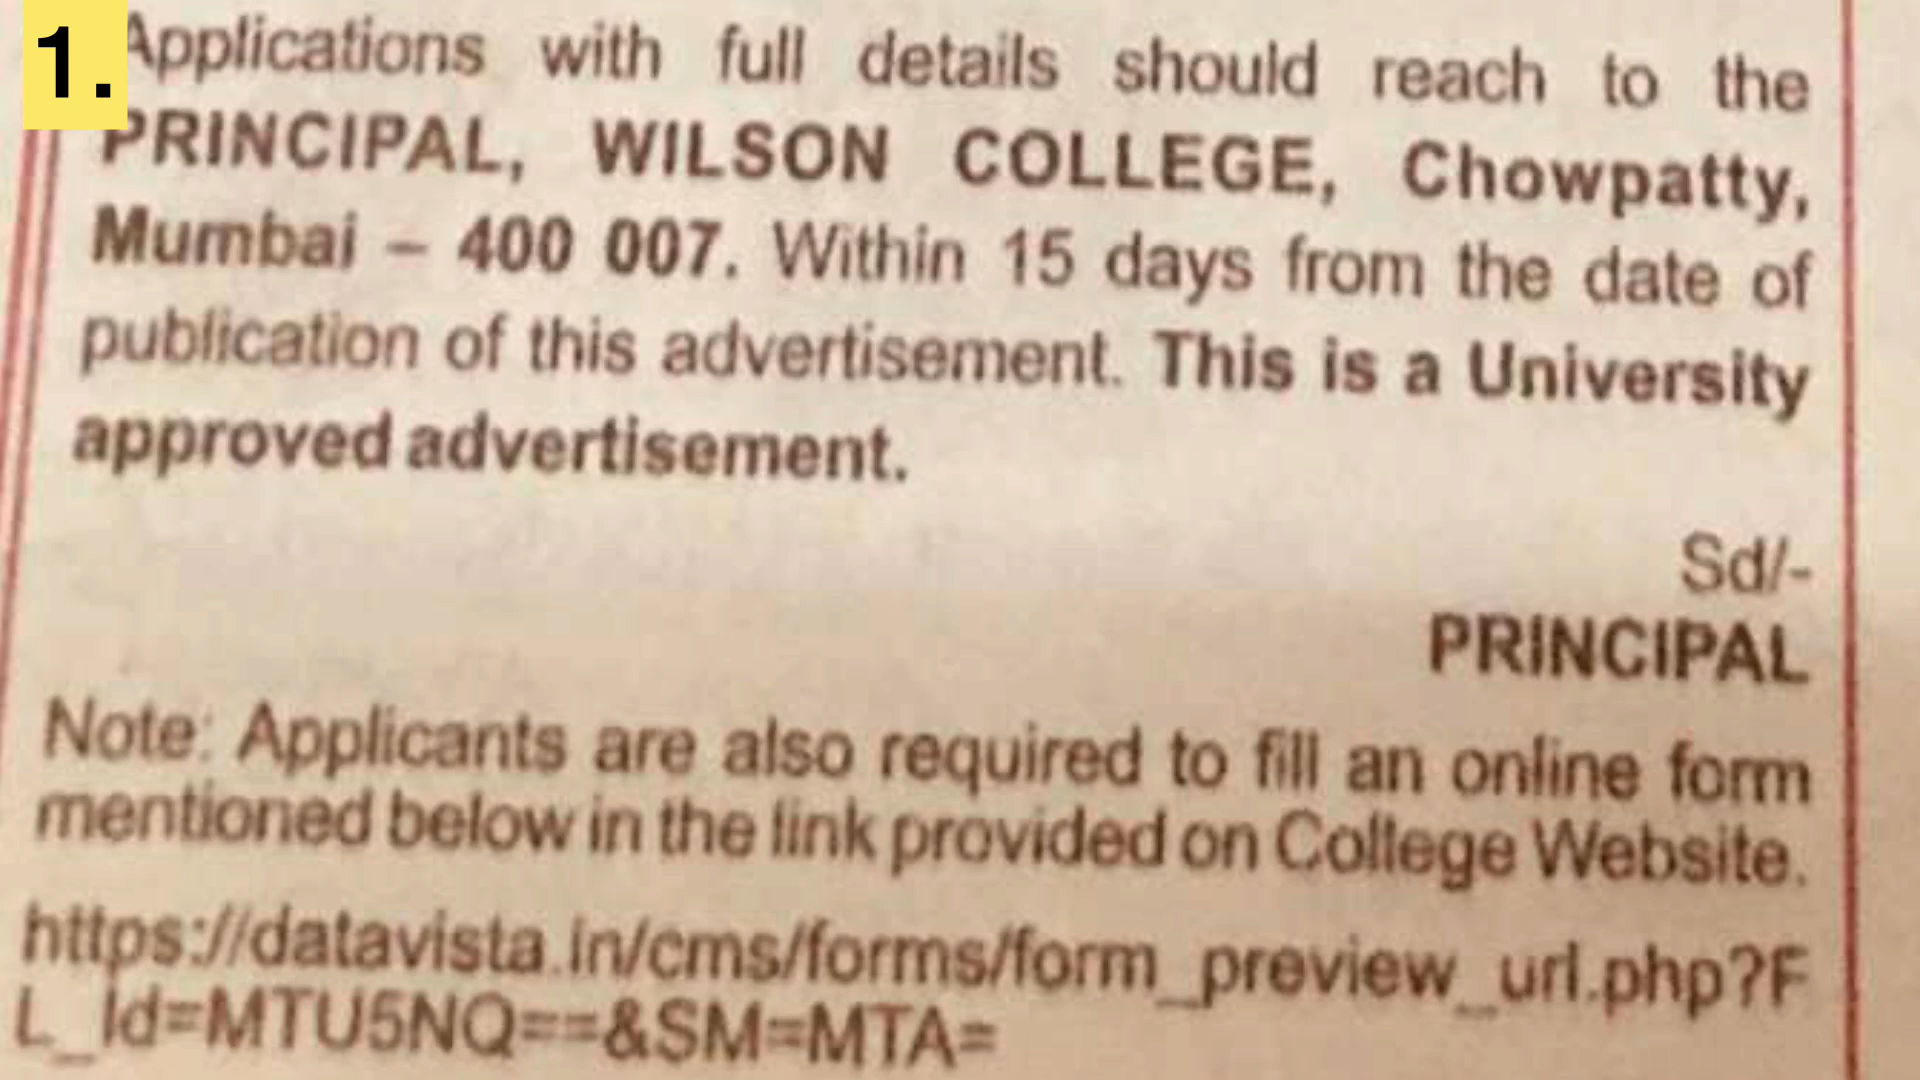 1.
Applications with full details should reach to the
PRINCIPAL, WILSON COLLEGE, Chowpatty,
Mumbai – 400 007. Within 15 days from the date of
publication of this advertisement. This is a University
approved advertisement.
Sd/-
PRINCIPAL
Note: Applicants are also required to fill an online form
mentioned below in the link provided on College Website.
https://datavista.in/cms/forms/form_preview_url.php?F
L_Id=MTU5NQ==&SM=MTA=